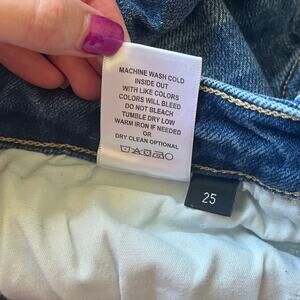 MACHINE WASH COLD
INSIDE OUT
WITH LIKE COLORS
COLORS WILL BLEED
DO NOT BLEACH
TUMBLE DRY LOW
WARM IRON IF NEEDED
OR
DRY CLEAN OPTIONAL
25